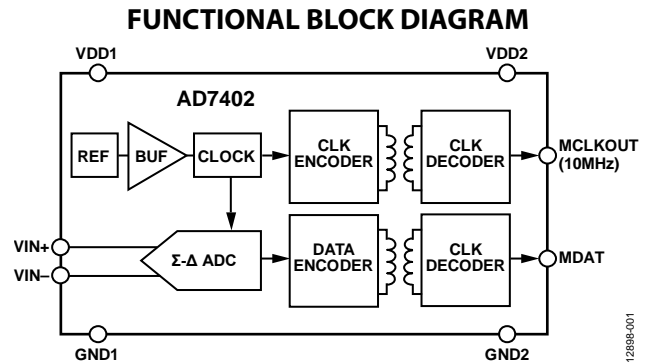 FUNCTIONAL BLOCK DIAGRAM
VDD1
VDD2
AD7402
REF
BUF
CLOCK
CLK
ENCODER
CLK
DECODER
MCLKOUT
(10MHz)
VIN+
VIN–
Σ-Δ ADC
DATA
ENCODER
CLK
DECODER
MDAT
GND1
GND2
12898-001